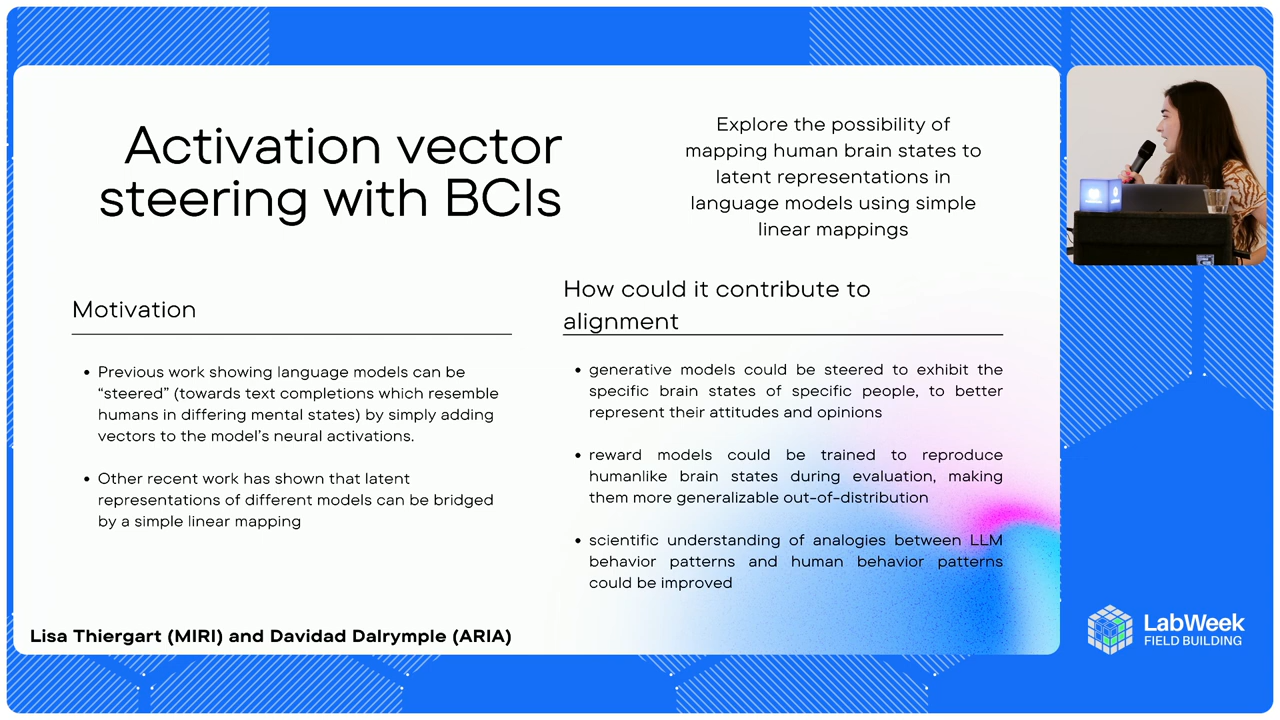 Activation vector
steering with BCIs
Explore the possibility of
mapping human brain states to
latent representations in
language models using simple
linear mappings
Motivation
• Previous work showing language models can be
“steered” (towards text completions which resemble
humans in differing mental states) by simply adding
vectors to the model’s neural activations.
• Other recent work has shown that latent
representations of different models can be bridged
by a simple linear mapping
How could it contribute to
alignment
• generative models could be steered to exhibit the
specific brain states of specific people, to better
represent their attitudes and opinions
• reward models could be trained to reproduce
humanlike brain states during evaluation, making
them more generalizable out-of-distribution
• scientific understanding of analogies between LLM
behavior patterns and human behavior patterns
could be improved
Lisa Thiergart (MIRI) and Davidad Dalrymple (ARIA)
LabWeek
FIELD BUILDING